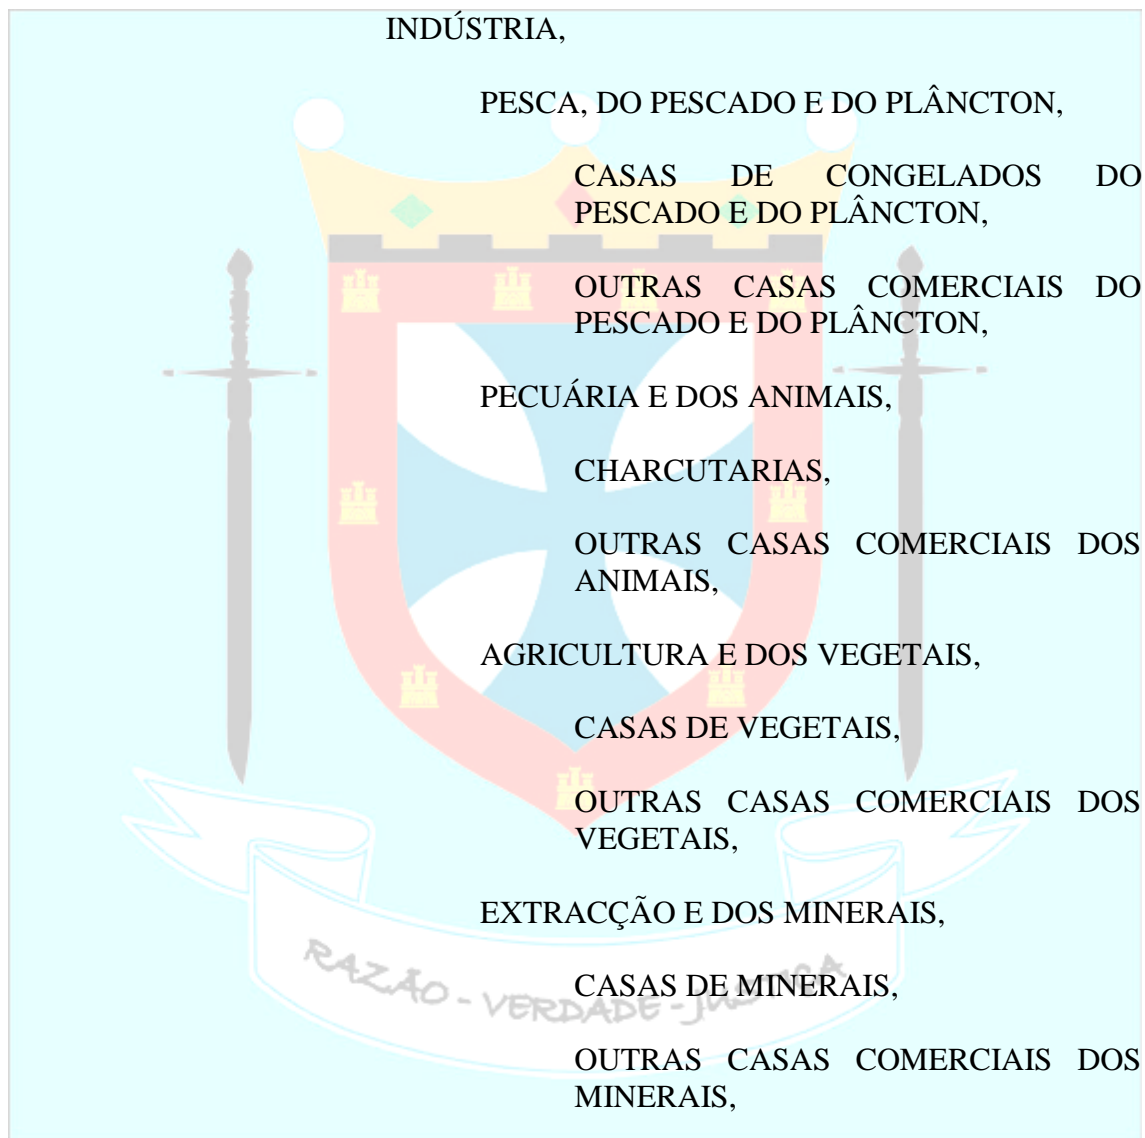 INDÚSTRIA,
PESCA, DO PESCADO E DO PLÂNCTON,
CASAS DE CONGELADOS DO
PESCADO E DO PLÂNCTON,
OUTRAS CASAS COMERCIAIS DO
PESCADO E DO PLÂNCTON,
PECUÁRIA E DOS ANIMAIS,
CHARCUTARIAS,
OUTRAS CASAS COMERCIAIS DOS
ANIMAIS,
AGRICULTURA E DOS VEGETAIS,
CASAS DE VEGETAIS,
OUTRAS CASAS COMERCIAIS DOS
VEGETAIS,
EXTRACÇÃO E DOS MINERAIS,
CASAS DE MINERAIS,
OUTRAS CASAS COMERCIAIS DOS
MINERAIS,
RAZÃO - VERDADE - JUSTIÇA